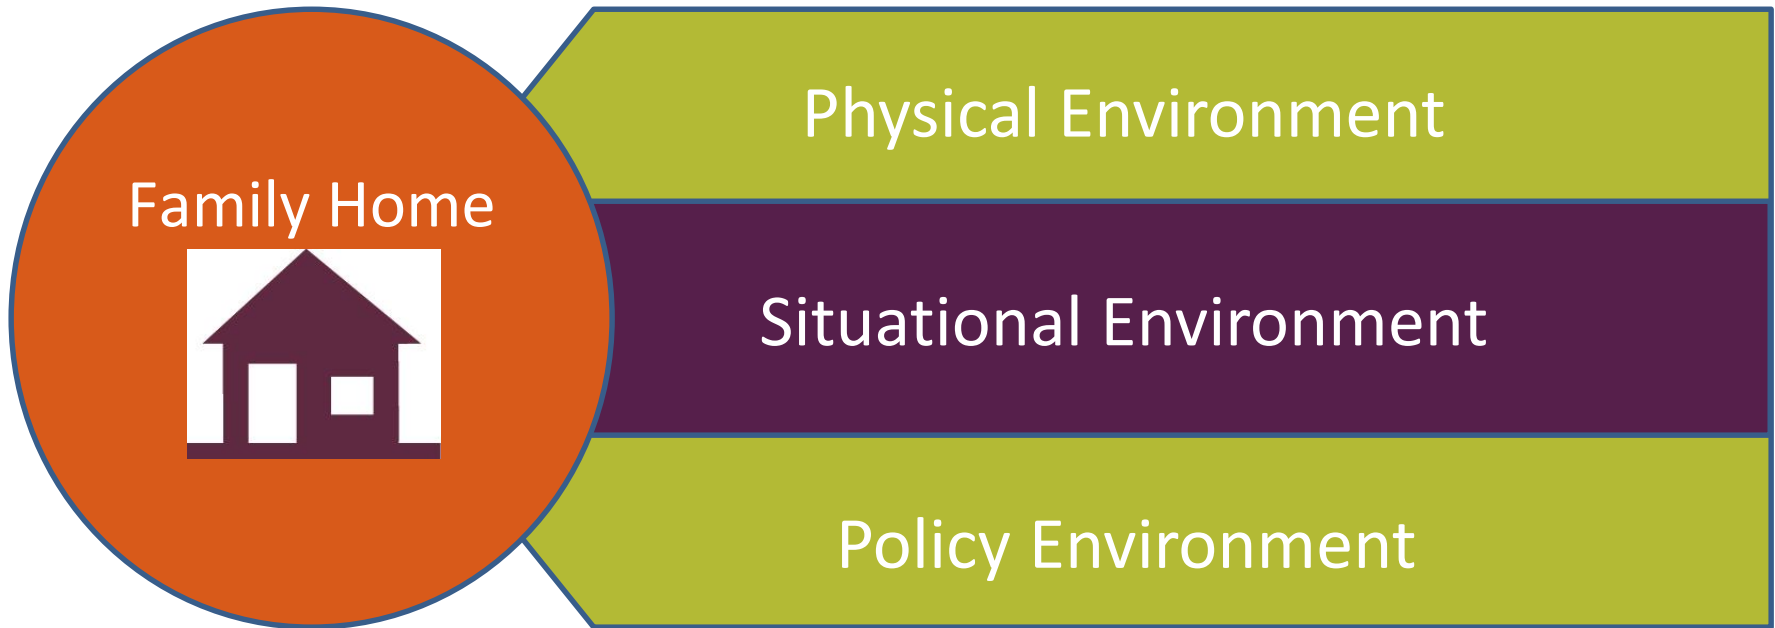 Family Home
Physical Environment
Situational Environment
Policy Environment